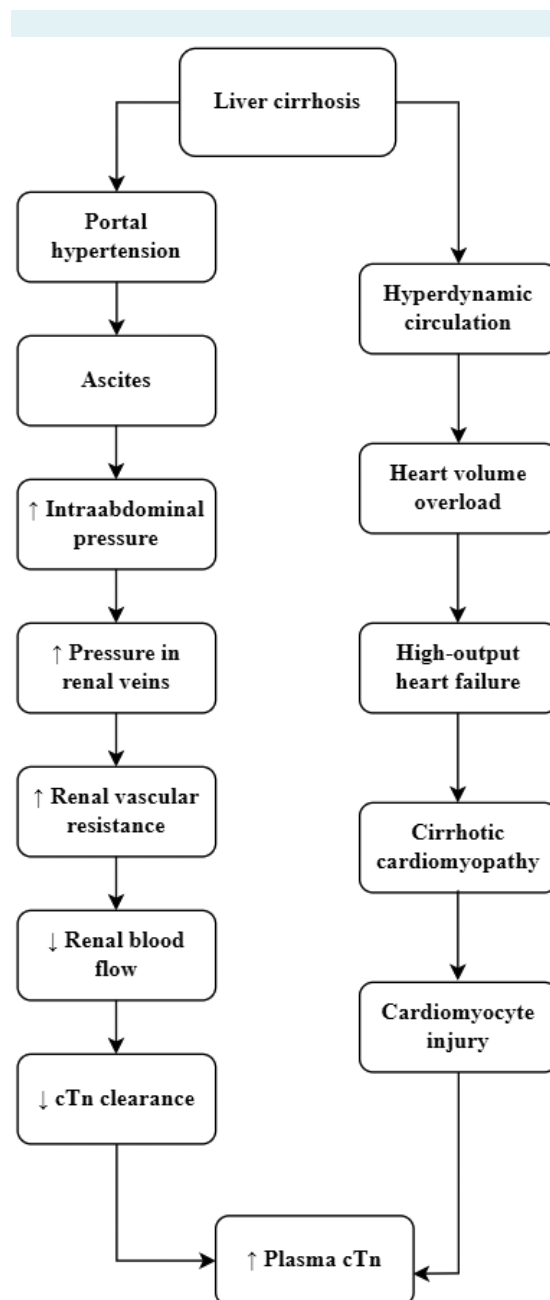 Liver cirrhosis
Portal
hypertension
Ascites
↑ Intraabdominal
pressure
↑ Pressure in
renal veins
↑ Renal vascular
resistance
↓ Renal blood
flow
↓ cTn clearance
Hyperdynamic
circulation
Heart volume
overload
High-output
heart failure
Cirrhotic
cardiomyopathy
Cardiomyocyte
injury
↑ Plasma cTn